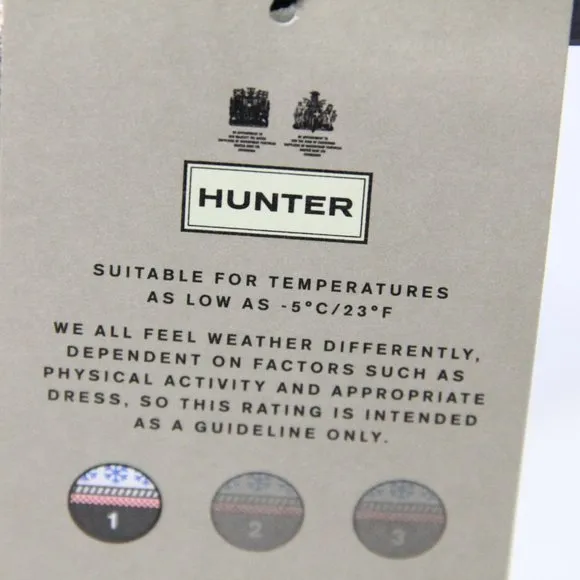 HUNTER
SUITABLE FOR TEMPERATURES
AS LOW AS -5°C/23°F
WE ALL FEEL WEATHER DIFFERENTLY,
DEPENDENT ON FACTORS SUCH AS
PHYSICAL ACTIVITY AND APPROPRIATE
DRESS, SO THIS RATING IS INTENDED
AS A GUIDELINE ONLY.
1 2 3